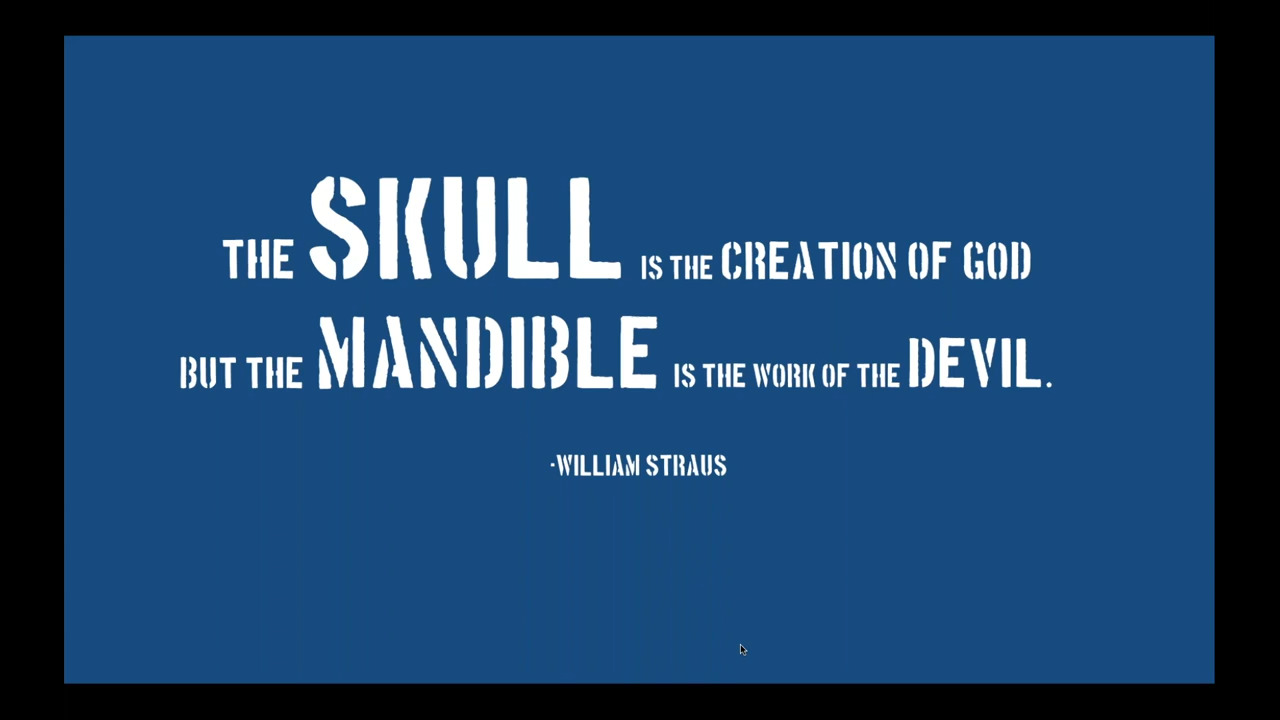 THE SKULL IS THE CREATION OF GOD
BUT THE MANDIBLE IS THE WORK OF THE DEVIL.
-WILLIAM STRAUS